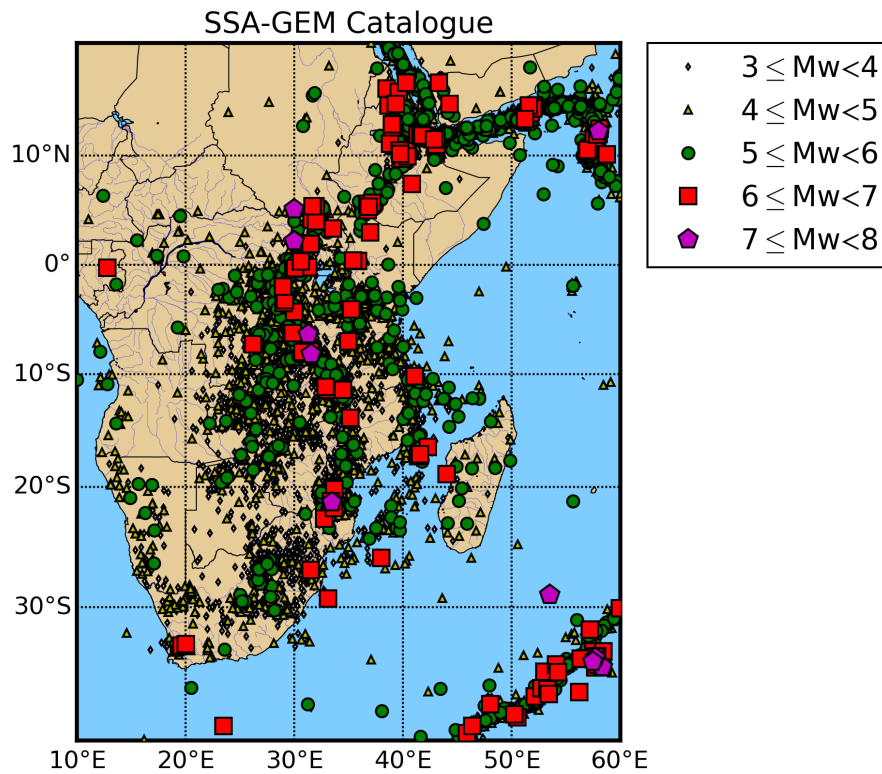 SSA-GEM Catalogue
3 ≤ Mw<4
4 ≤ Mw<5
5 ≤ Mw<6
6 ≤ Mw<7
7 ≤ Mw<8
10°N
0°
10°S
20°S
30°S
10°E 20°E 30°E 40°E 50°E 60°E